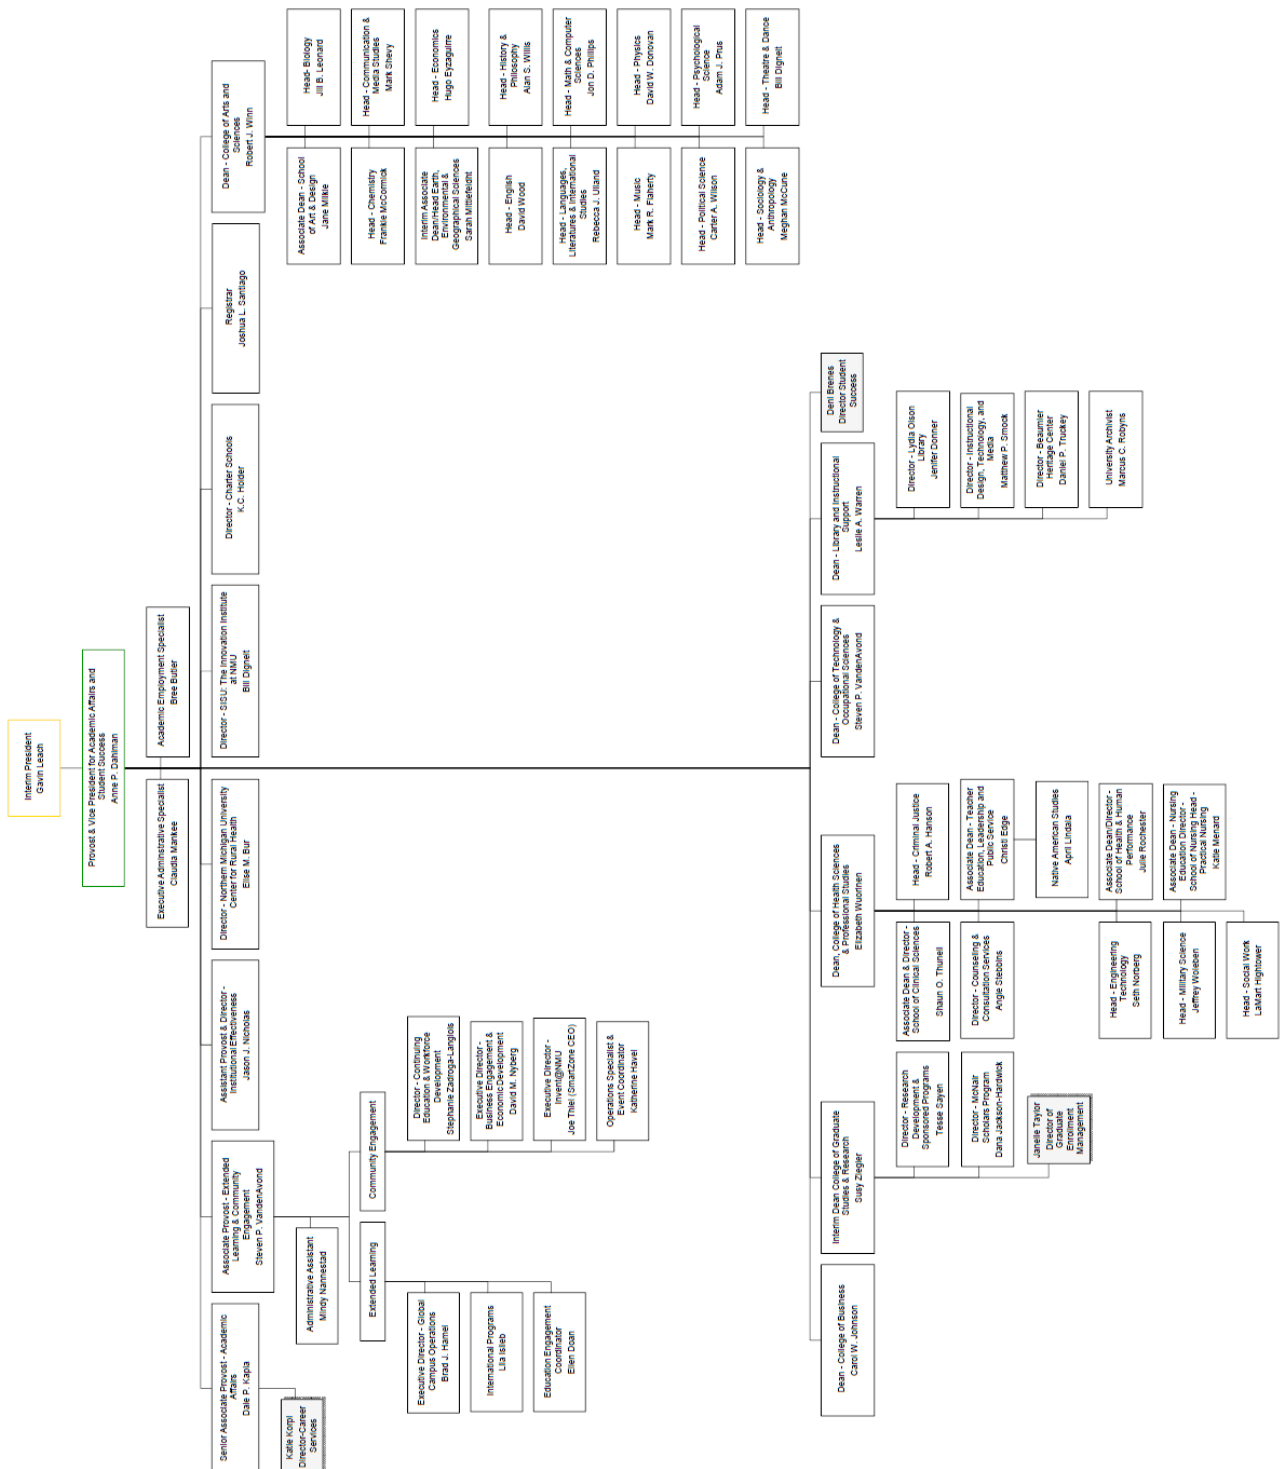 Interim President
Gavin Leach
Provost & Vice President for Academic Affairs and
Student Success
Anne P. Dahlman
Executive Administrative Specialist
Claudia Mankee
Academic Employment Specialist
Bree Butler
Senior Associate Provost - Academic
Affairs
Dale P. Kapla
Katie Korpi
Director-Career
Services
Associate Provost - Extended
Learning & Community
Engagement
Steven P. VandenAvond
Administrative Assistant
Mindy Nannestad
Extended Learning
Executive Director - Global
Campus Operations
Brad J. Hamel
International Programs
Lila Isleib
Education Engagement
Coordinator
Ellen Doan
Community Engagement
Director - Continuing
Education & Workforce
Development
Stephanie Zadroga-Langlois
Executive Director -
Business Engagement &
Economic Development
David M. Nyberg
Executive Director -
Invent@NMU
Joe Thiel (SmartZone CEO)
Operations Specialist &
Event Coordinator
Katherine Havel
Assistant Provost & Director -
Institutional Effectiveness
Jason J. Nicholas
Director - Northern Michigan University
Center for Rural Health
Elise M. Bur
Director - SISU: The Innovation Institute
at NMU
Bill Digneit
Director - Charter Schools
K.C. Holder
Registrar
Joshua L. Santiago
Dean - College of Arts and
Sciences
Robert J. Winn
Associate Dean - School
of Art & Design
Jane Milkie
Head- Biology
Jill B. Leonard
Head - Chemistry
Frankie McCormick
Head - Communication &
Media Studies
Mark Shevy
Interim Associate
Dean/Head Earth,
Environmental &
Geographical Sciences
Sarah Mittlefeldht
Head - Economics
Hugo Eyzaguirre
Head - English
David Wood
Head - History &
Philosophy
Alan S. Willis
Head - Languages,
Literatures & International
Studies
Rebecca J. Ulland
Head - Math & Computer
Sciences
Jon D. Phillips
Head - Music
Mark R. Flaherty
Head - Physics
David W. Donovan
Head - Political Science
Carter A. Wilson
Head - Psychological
Science
Adam J. Prus
Head - Sociology &
Anthropology
Meghan McCune
Head - Theatre & Dance
Bill Digneit
Dean - College of Business
Carol W. Johnson
Interim Dean College of Graduate
Studies & Research
Susy Ziegler
Director - Research
Development &
Sponsored Programs
Tesse Sayen
Director - McNair
Scholars Program
Dana Jackson-Hardwick
Janelle Taylor
Director of
Graduate
Enrollment
Management
Dean, College of Health Sciences
& Professional Studies
Elizabeth Wuorinen
Associate Dean & Director -
School of Clinical Sciences
Shaun O. Thunell
Head - Criminal Justice
Robert A. Hanson
Director - Counseling &
Consultation Services
Angie Stebbins
Associate Dean - Teacher
Education, Leadership and
Public Service
Christi Edge
Native American Studies
April Lindala
Head - Engineering
Technology
Seth Norberg
Associate Dean/Director -
School of Health & Human
Performance
Julie Rochester
Head - Military Science
Jeffrey Woleben
Associate Dean - Nursing
Education Director -
School of Nursing Head -
Practical Nursing
Katie Menard
Head - Social Work
LaMart Hightower
Dean - College of Technology &
Occupational Sciences
Steven P. VandenAvond
Dean - Library and Instructional
Support
Leslie A. Warren
Director - Lydia Olson
Library
Jenifer Donner
Director - Instructional
Design, Technology, and
Media
Matthew P. Smock
Director - Beaumier
Heritage Center
Daniel P. Truckey
University Archivist
Marcus C. Robyns
Deni Brenes
Director Student
Success